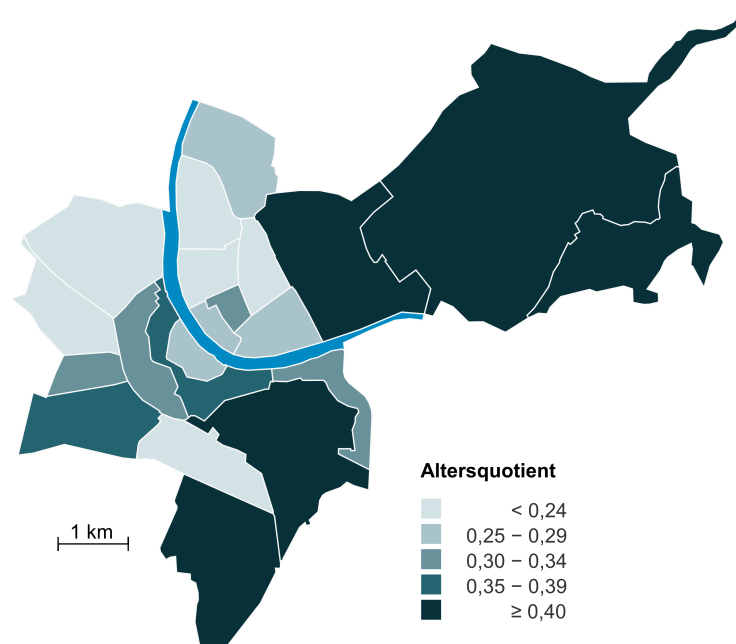 Altersquotient
< 0,24
0,25 – 0,29
0,30 – 0,34
0,35 – 0,39
≥ 0,40
1 km